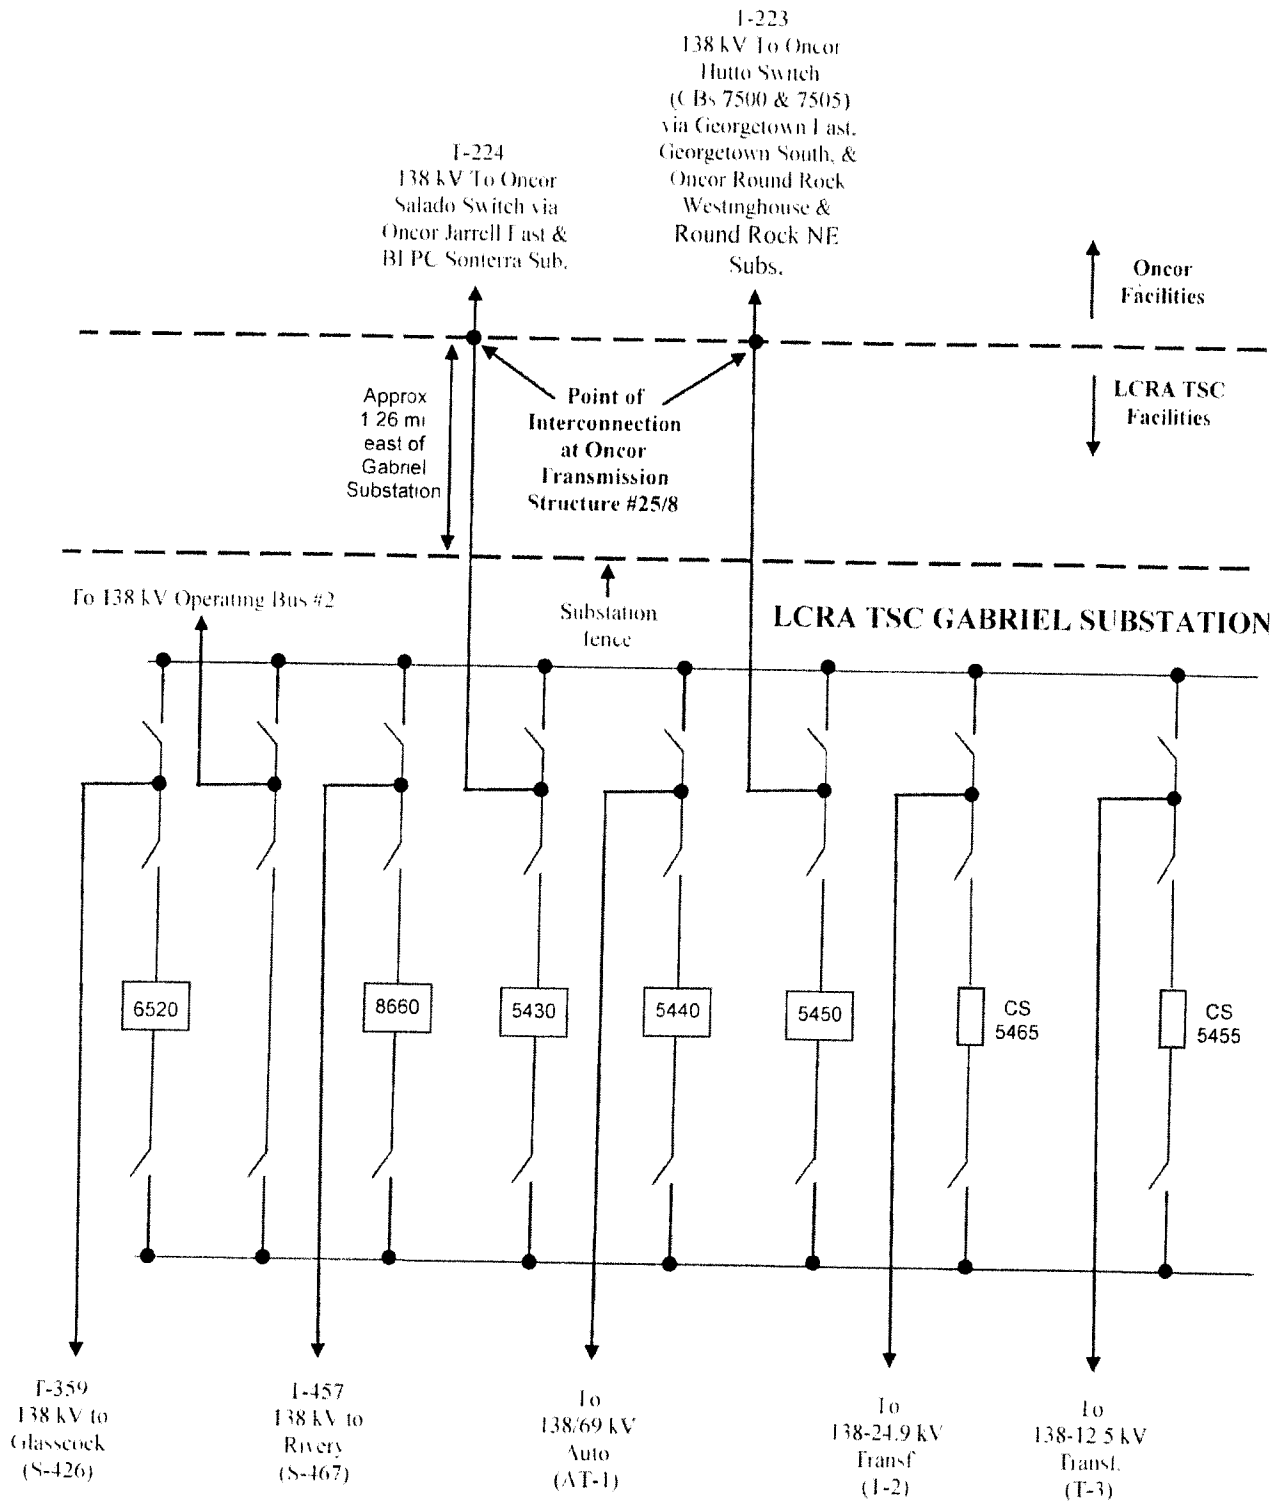 T-223
138 kV To Oncor
Hutto Switch
(CBs 7500 & 7505)
via Georgetown East,
Georgetown South, &
Oncor Round Rock
Westinghouse &
Round Rock NE
Subs.
T-224
138 kV To Oncor
Salado Switch via
Oncor Jarrell East &
BEPC Sonterra Sub.
Oncor
Facilities
LCRA TSC
Facilities
Approx
1.26 mi
east of
Gabriel
Substation
Point of
Interconnection
at Oncor
Transmission
Structure #25/8
To 138 kV Operating Bus #2
Substation
fence
LCRA TSC GABRIEL SUBSTATION
6520
8660
5430
5440
5450
CS
5465
CS
5455
T-359
138 kV to
Glasscock
(S-426)
T-457
138 kV to
Rivery
(S-467)
To
138/69 kV
Auto
(AT-1)
To
138-24.9 kV
Transf
(T-2)
To
138-12.5 kV
Transf.
(T-3)